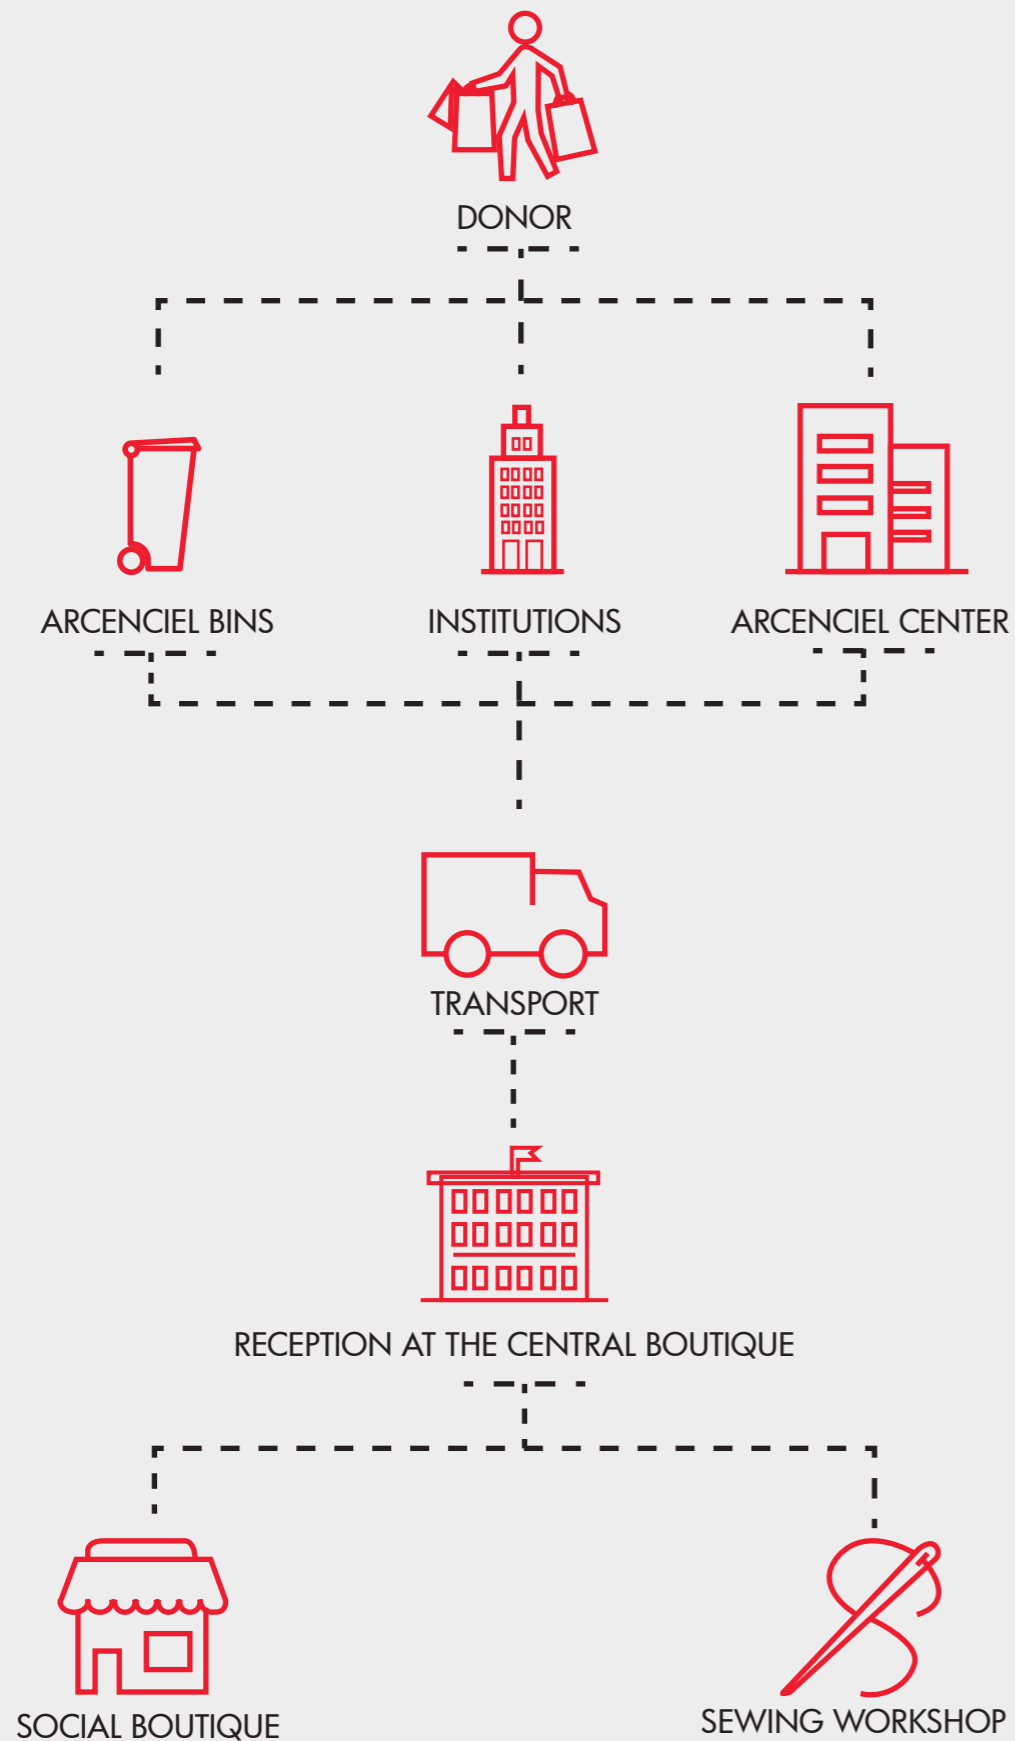 DONOR
ARCENCIEL BINS
INSTITUTIONS
ARCENCIEL CENTER
TRANSPORT
RECEPTION AT THE CENTRAL BOUTIQUE
SOCIAL BOUTIQUE
SEWING WORKSHOP